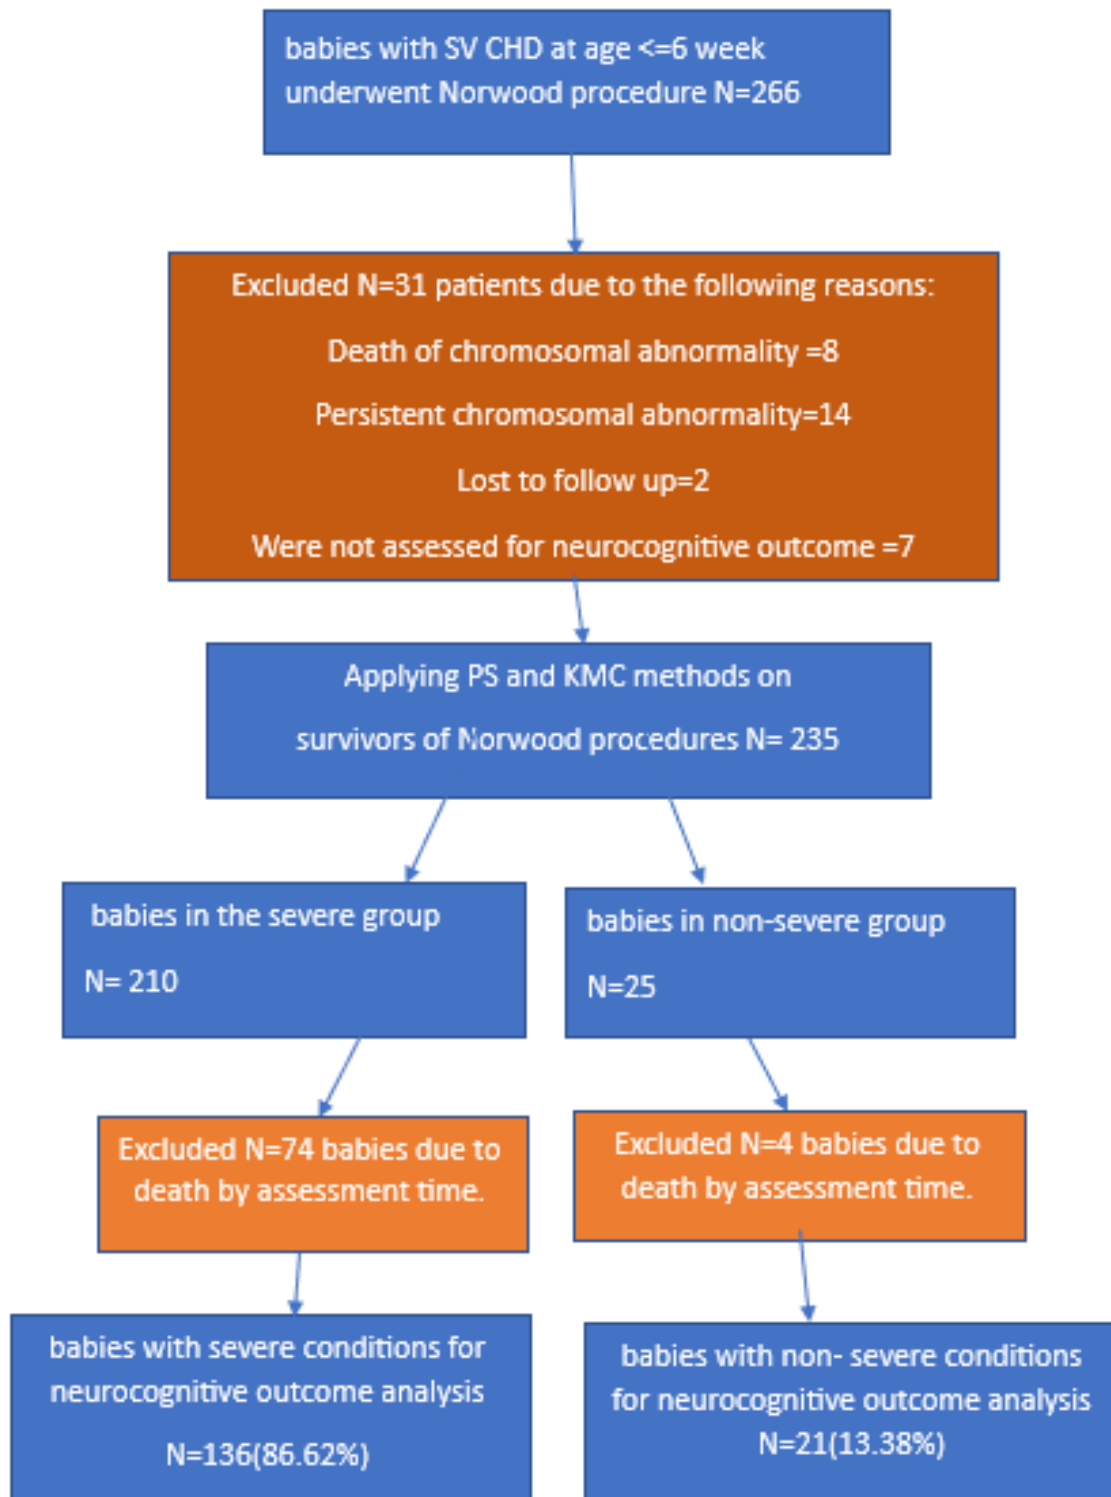 babies with SV CHD at age <=6 week
underwent Norwood procedure N=266
Excluded N=31 patients due to the following reasons:
Death of chromosomal abnormality =8
Persistent chromosomal abnormality=14
Lost to follow up=2
Were not assessed for neurocognitive outcome =7
Applying PS and KMC methods on
survivors of Norwood procedures N= 235
babies in the severe group
N= 210
babies in non-severe group
N=25
Excluded N=74 babies due to
death by assessment time.
Excluded N=4 babies due to
death by assessment time.
babies with severe conditions for
neurocognitive outcome analysis
N=136(86.62%)
babies with non- severe conditions
for neurocognitive outcome analysis
N=21(13.38%)